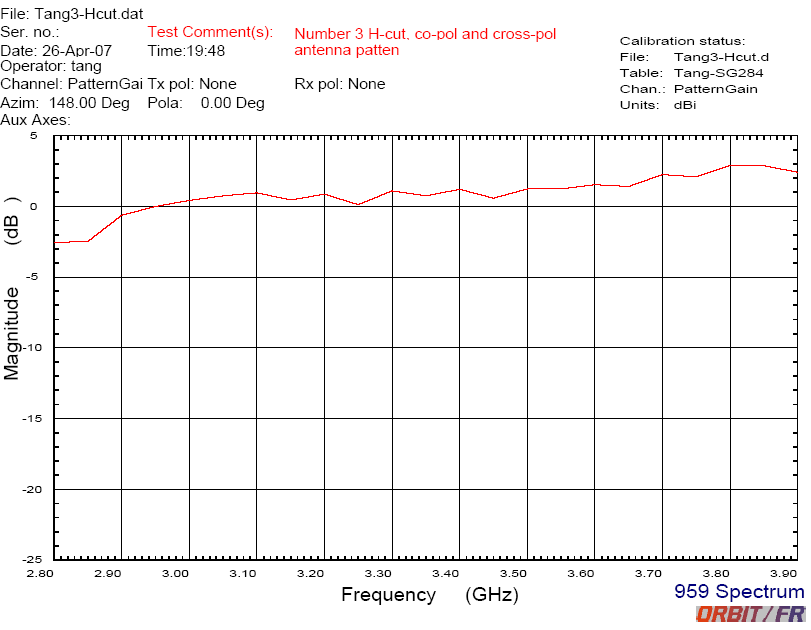 File: Tang3-Hcut.dat
Ser. no.: Test Comment(s): Number 3 H-cut, co-pol and cross-pol
antenna patten
Date: 26-Apr-07 Time:19:48
Operator: tang
Channel: PatternGai Tx pol: None Rx pol: None
Azim: 148.00 Deg Pola: 0.00 Deg
Aux Axes:
Calibration status:
File: Tang3-Hcut.d
Table: Tang-SG284
Chan.: PatternGain
Units: dBi
5
0
-5
-10
-15
-20
-25
Magnitude (dB )
2.80 2.90 3.00 3.10 3.20 3.30 3.40 3.50 3.60 3.70 3.80 3.90
Frequency (GHz)
959 Spectrum
ORBIT/FR